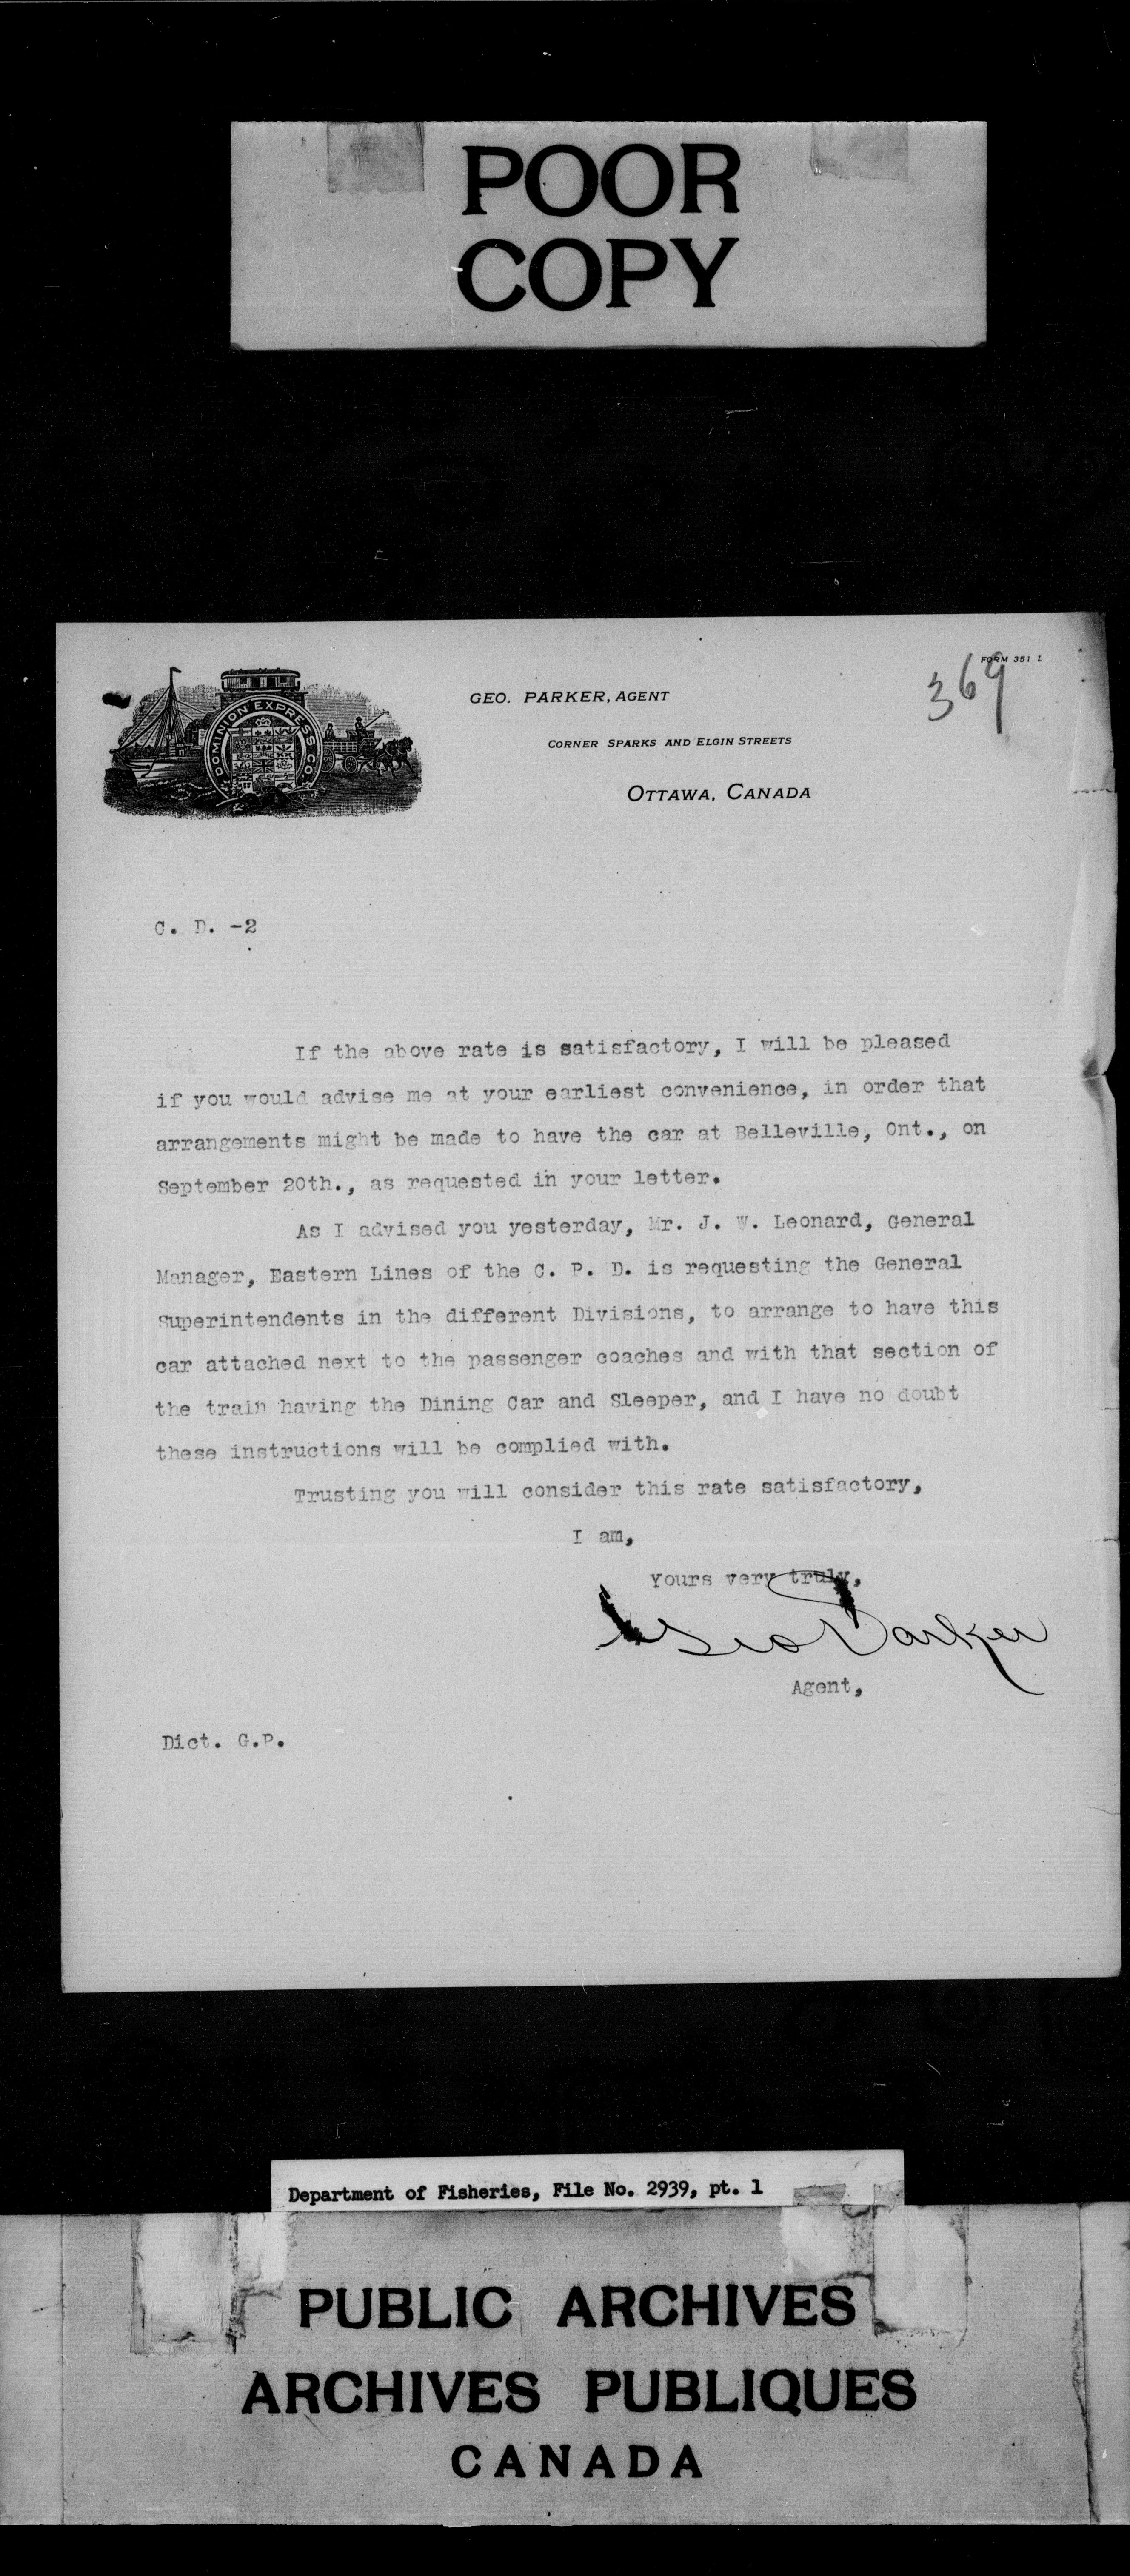 POOR
COPY
FORM 351 L
369
DOMINION EXPRESS CO.
GEO. PARKER, AGENT
CORNER SPARKS AND ELGIN STREETS
OTTAWA, CANADA
C. D. -2
If the above rate is satisfactory, I will be pleased
if you would advise me at your earliest convenience, in order that
arrangements might be made to have the car at Belleville, Ont., on
September 20th., as requested in your letter.
As I advised you yesterday, Mr. J. W. Leonard, General
Manager, Eastern Lines of the C. P. D. is requesting the General
Superintendents in the different Divisions, to arrange to have this
car attached next to the passenger coaches and with that section of
the train having the Dining Car and Sleeper, and I have no doubt
these instructions will be complied with.
Trusting you will consider this rate satisfactory,
I am,
Yours very truly,
Geo Parker
Agent,
Dict. G.P.
Department of Fisheries, File No. 2939, pt. 1
PUBLIC ARCHIVES
ARCHIVES PUBLIQUES
CANADA